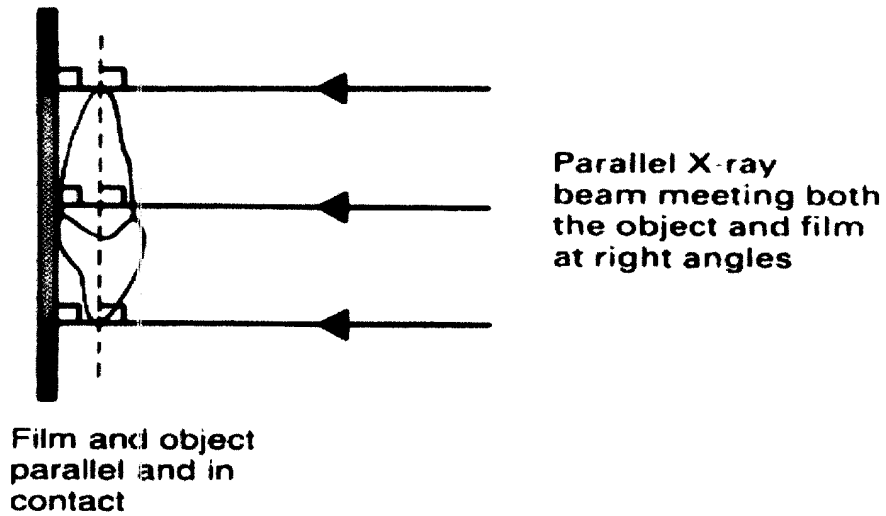 Parallel X-ray
beam meeting both
the object and film
at right angles
Film and object
parallel and in
contact